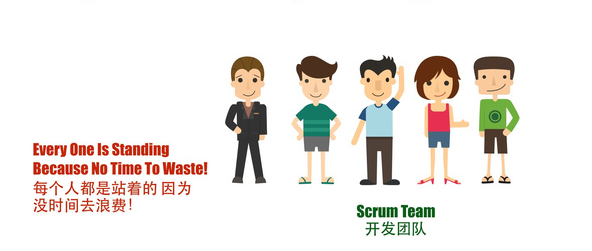 Every One Is Standing
Because No Time To Waste!
每个人都是站着的 因为
没时间去浪费！
Scrum Team
开发团队